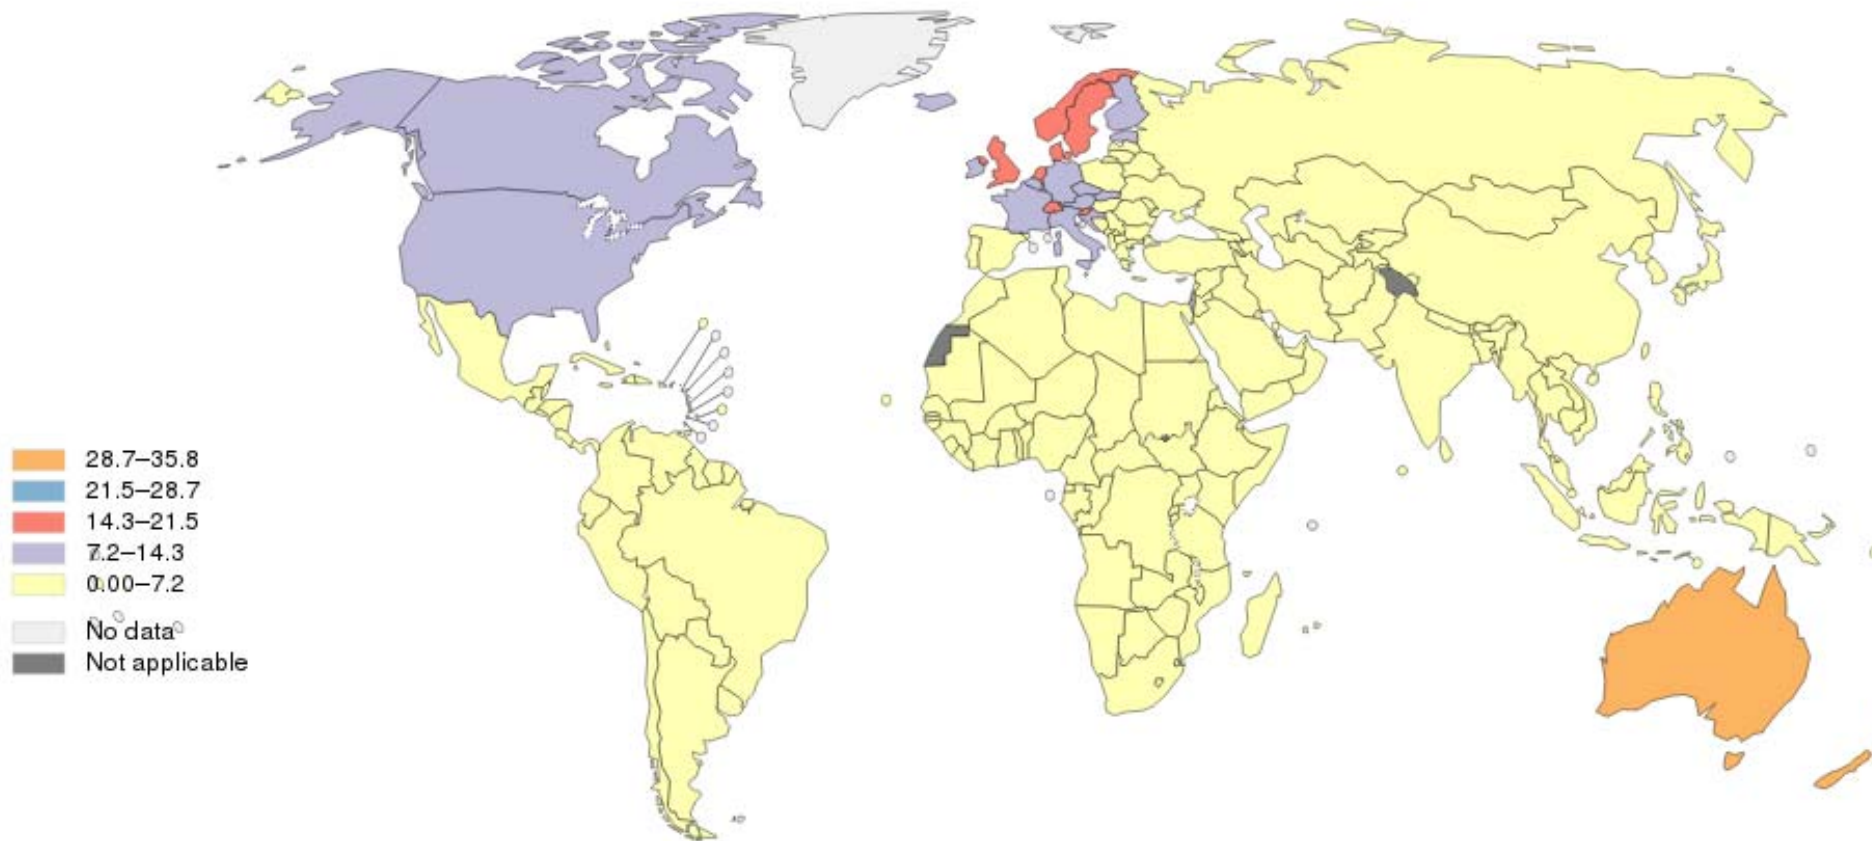 28.7–35.8
21.5–28.7
14.3–21.5
7.2–14.3
0.00–7.2
No data
Not applicable